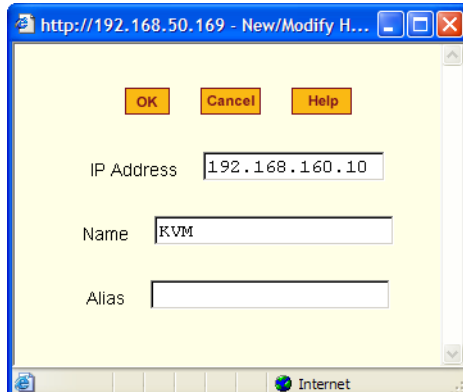 http://192.168.50.169 - New/Modify H...
OK Cancel Help
IP Address 192.168.160.10
Name KVM
Alias
Internet